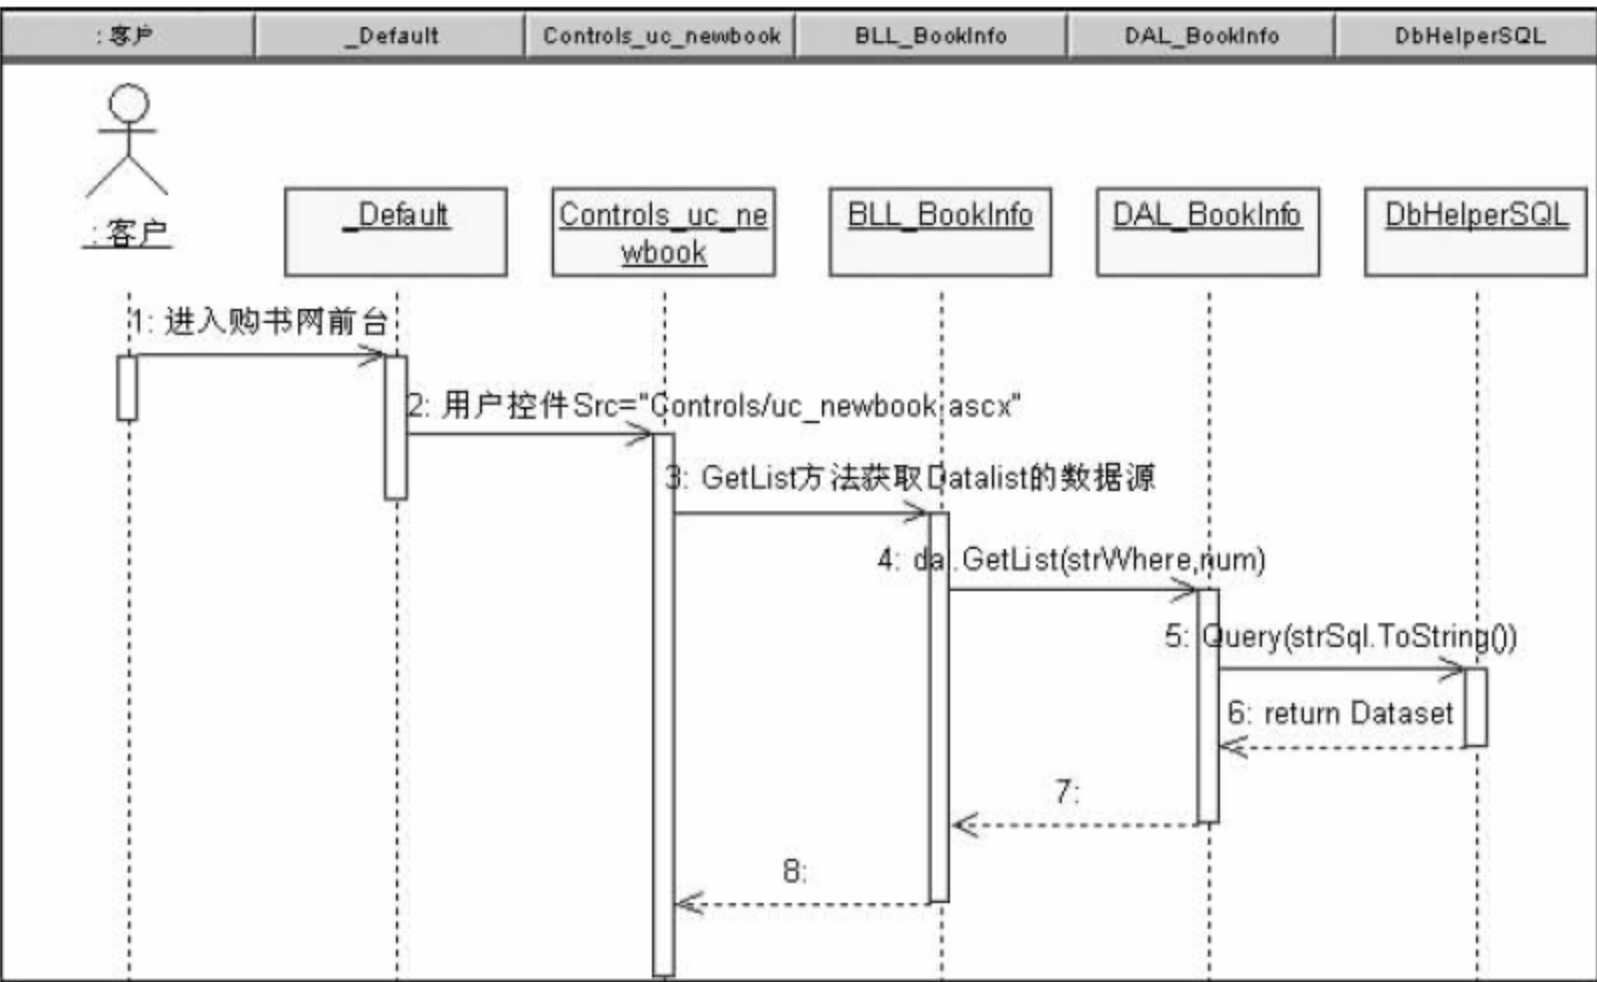 : 客户
_Default
Controls_uc_newbook
BLL_BookInfo
DAL_BookInfo
DbHelperSQL
: 客户
_Default
Controls_uc_ne
wbook
BLL_BookInfo
DAL_BookInfo
DbHelperSQL
1: 进入购书网前台
2: 用户控件Src="Controls/uc_newbook.ascx"
3: GetList方法获取Datalist的数据源
4: dal.GetList(strWhere,num)
5: Query(strSql.ToString())
6: return Dataset
7:
8: